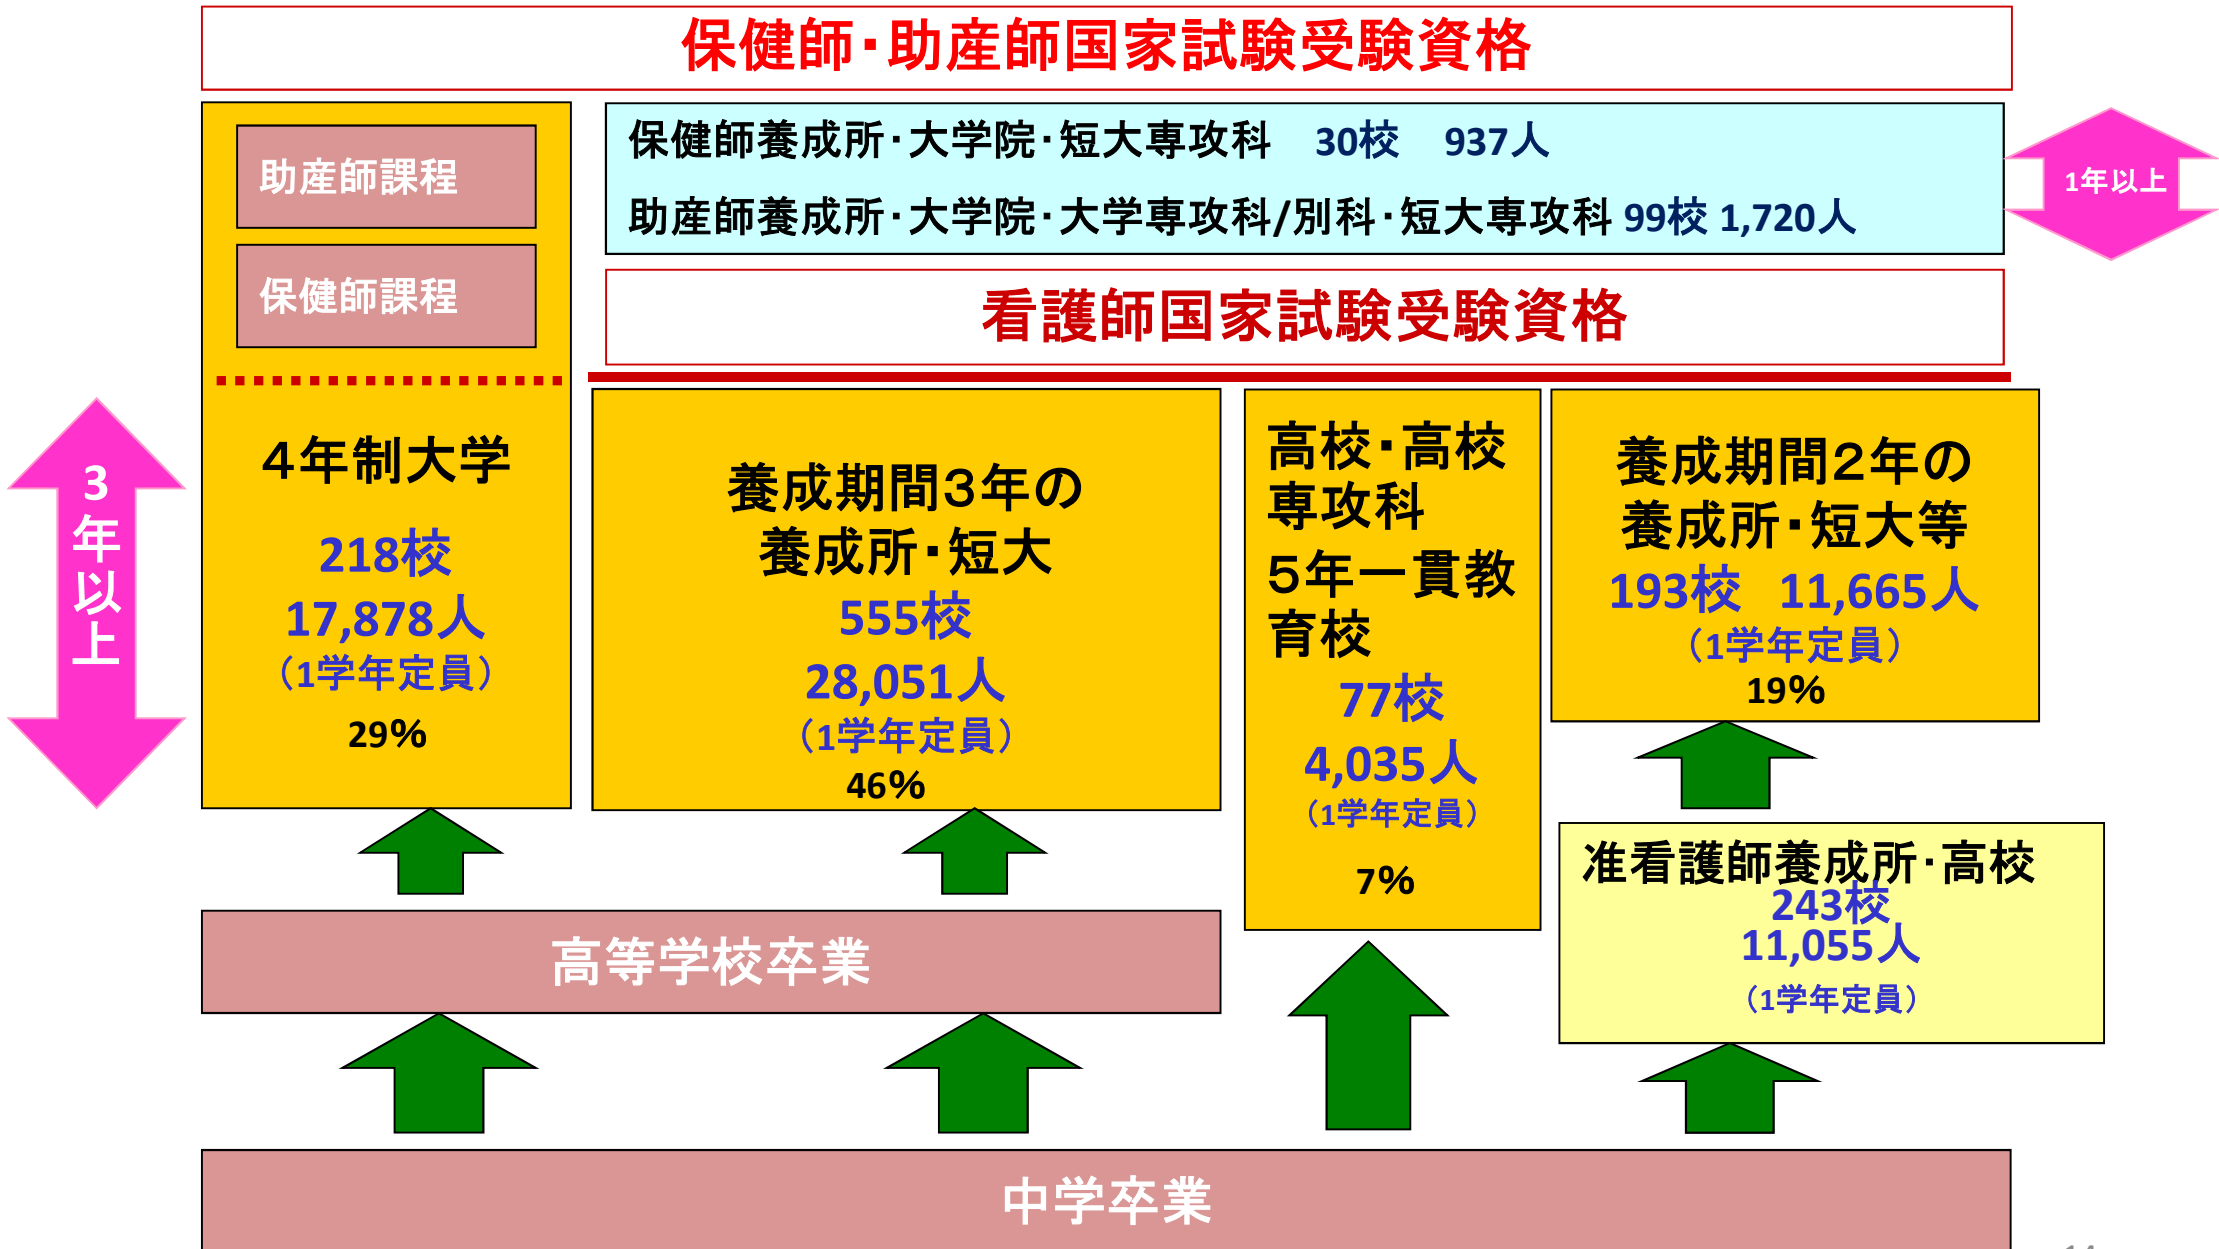 保健師・助産師国家試験受験資格
助産師課程
保健師課程
保健師養成所・大学院・短大専攻科 30校 937人
助産師養成所・大学院・大学専攻科/別科・短大専攻科 99校 1,720人
1年以上
看護師国家試験受験資格
3年以上
４年制大学
218校
17,878人
（1学年定員）
29％
養成期間３年の
養成所・短大
555校
28,051人
（1学年定員）
46％
高校・高校
専攻科
５年一貫教
育校
77校
4,035人
（1学年定員）
7％
養成期間２年の
養成所・短大等
193校 11,665人
（1学年定員）
19％
准看護師養成所・高校
243校
11,055人
（1学年定員）
高等学校卒業
中学卒業